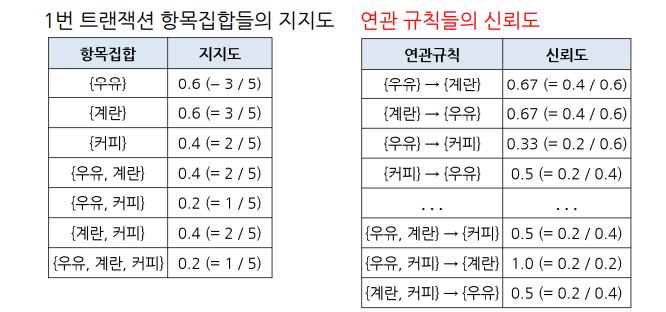 1번 트랜잭션 항목집합들의 지지도
항목집합 지지도
{우유} 0.6 (– 3 / 5)
{계란} 0.6 (= 3 / 5)
{커피} 0.4 (= 2 / 5)
{우유, 계란} 0.4 (= 2 / 5)
{우유, 커피} 0.2 (= 1 / 5)
{계란, 커피} 0.4 (= 2 / 5)
{우유, 계란, 커피} 0.2 (= 1 / 5)
연관 규칙들의 신뢰도
연관규칙 신뢰도
{우유} → {계란} 0.67 (= 0.4 / 0.6)
{계란} → {우유} 0.67 (= 0.4 / 0.6)
{우유} → {커피} 0.33 (= 0.2 / 0.6)
{커피} → {우유} 0.5 (= 0.2 / 0.4)
... ...
{우유, 계란} → {커피} 0.5 (= 0.2 / 0.4)
{우유, 커피} → {계란} 1.0 (= 0.2 / 0.2)
{계란, 커피} → {우유} 0.5 (= 0.2 / 0.4)